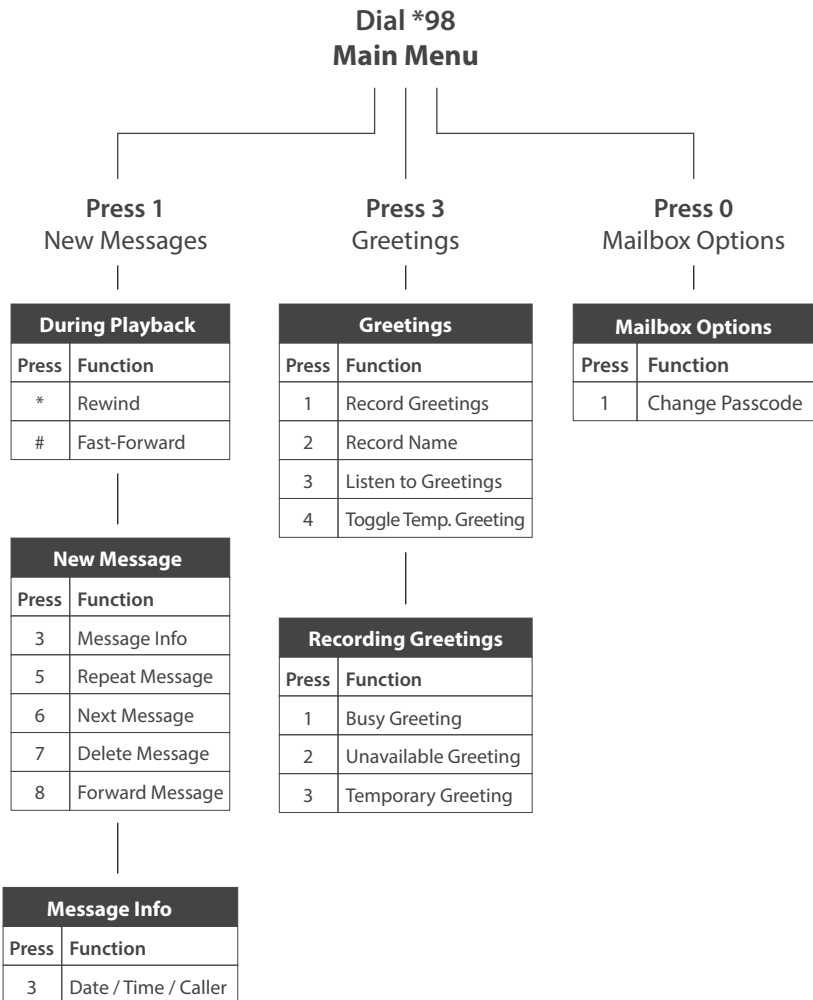 Dial *98
Main Menu
Press 1
New Messages
During Playback
Press Function
* Rewind
# Fast-Forward
New Message
Press Function
3 Message Info
5 Repeat Message
6 Next Message
7 Delete Message
8 Forward Message
Message Info
Press Function
3 Date / Time / Caller
Press 3
Greetings
Greetings
Press Function
1 Record Greetings
2 Record Name
3 Listen to Greetings
4 Toggle Temp. Greeting
Recording Greetings
Press Function
1 Busy Greeting
2 Unavailable Greeting
3 Temporary Greeting
Press 0
Mailbox Options
Mailbox Options
Press Function
1 Change Passcode